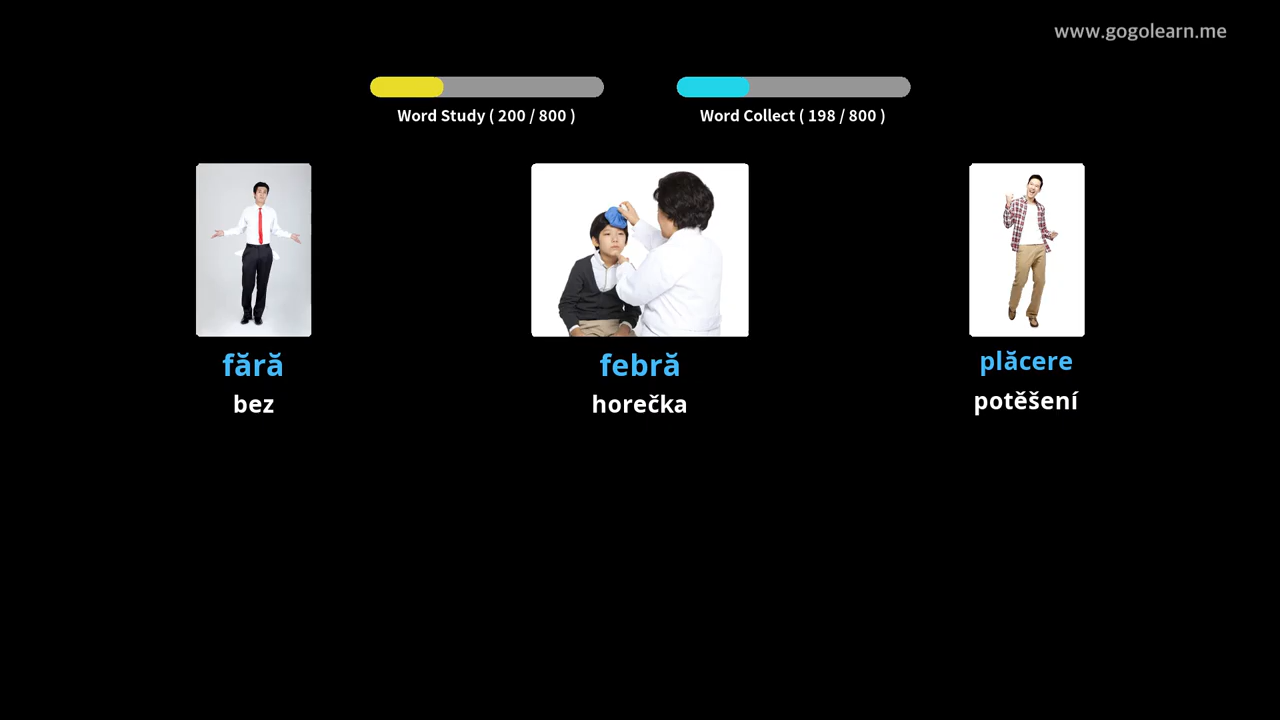 www.gogolearn.me
Word Study ( 200 / 800 )
Word Collect ( 198 / 800 )
fără
febră
plăcere
bez
horečka
potěšení